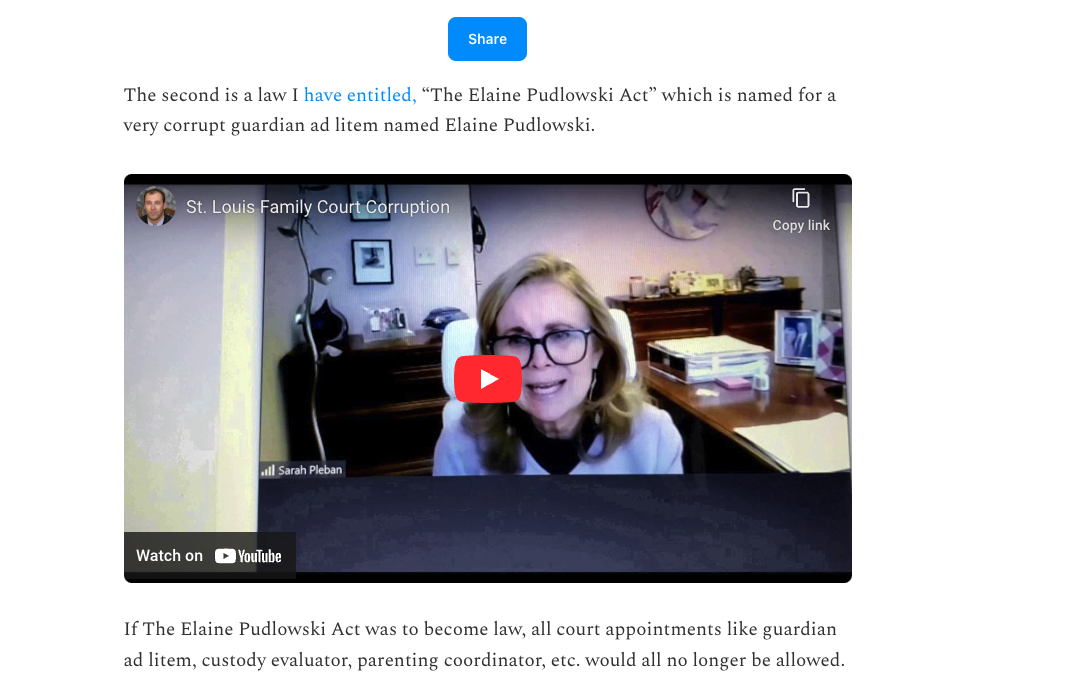 Share
The second is a law I have entitled, “The Elaine Pudlowski Act” which is named for a
very corrupt guardian ad litem named Elaine Pudlowski.
St. Louis Family Court Corruption
Copy link
Sarah Pleban
Watch on YouTube
If The Elaine Pudlowski Act was to become law, all court appointments like guardian
ad litem, custody evaluator, parenting coordinator, etc. would all no longer be allowed.